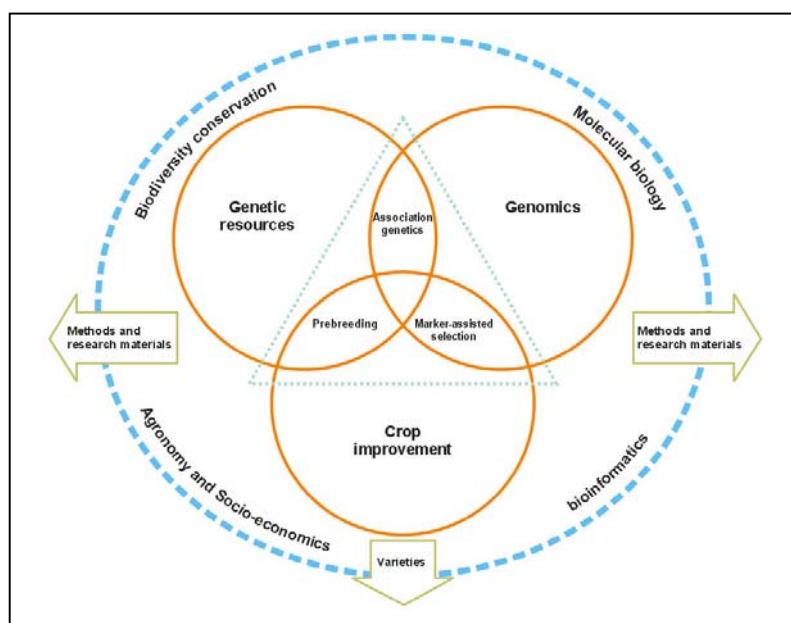 Biodiversity conservation
Molecular biology
Genetic
resources
Genomics
Association
genetics
Prebreeding
Marker-assisted
selection
Methods and
research materials
Methods and
research materials
Crop
improvement
Agronomy and Socio-economics
bioinformatics
Varieties